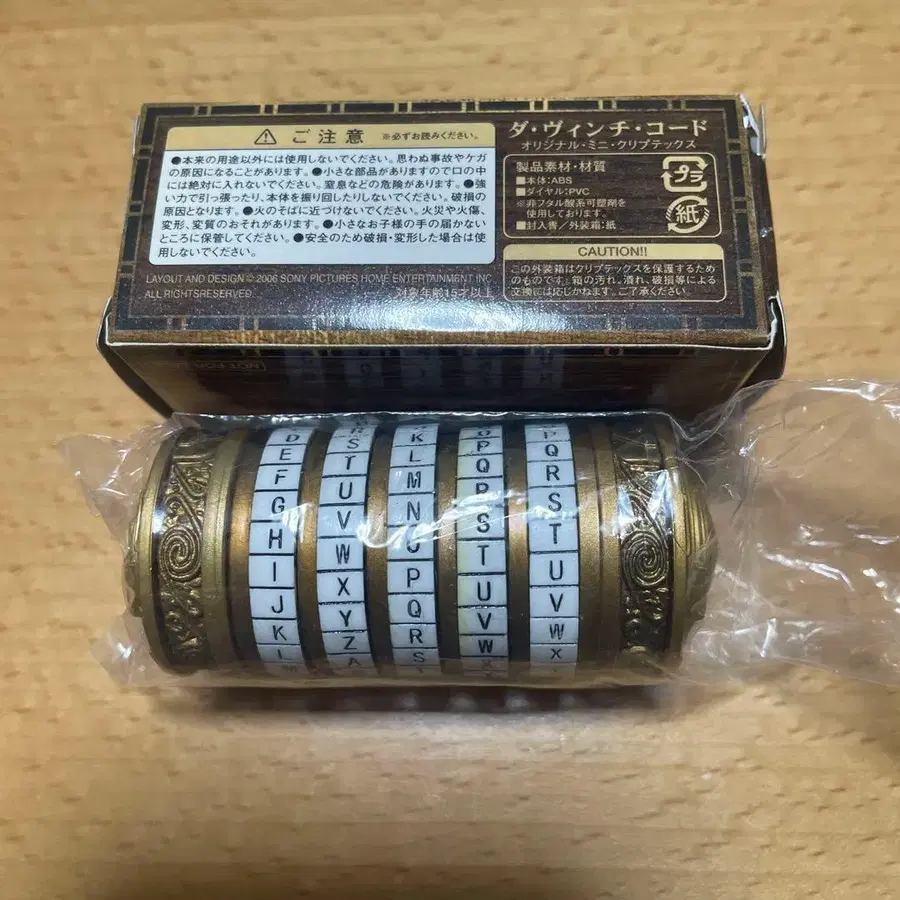 ⚠ ご注意 ※必ずお読みください。
●本来の用途以外には使用しないでください。思わぬ事故やケガ
の原因になることがあります。●小さな部品がありますので口の中
には絶対に入れないでください。窒息などの危険があります。●強
い力で引っ張ったり、本体を振り回したりしないでください。破損の
原因となります。●火のそばに近づけないでください。火災や火傷、
変形、変質のおそれがあります。●小さなお子様の手の届かない
ところに保管してください。●安全のため破損・変形した場合は使
用しないでください。
LAYOUT AND DESIGN © 2006 SONY PICTURES HOME ENTERTAINMENT INC
ALL RIGHTSRESERVED.
対象年齢15才以上
ダ・ヴィンチ・コード
オリジナル・ミニ・クリプテックス
製品素材・材質
■本体:ABS
■ダイヤル:PVC
※非フタル酸系可塑剤を
使用しております。
■封入書/外装箱:紙
プラ
紙
CAUTION!!
この外装箱はクリプテックスを保護するため
のものです。箱の汚れ、潰れ、破損等による
交換には応じかねます。ご了承ください。
NOT FOR
D E F G H I J K L
S T U V W X Y Z A
K L M N O P Q R S
P Q R S T U V W X
P Q R S T U V W X